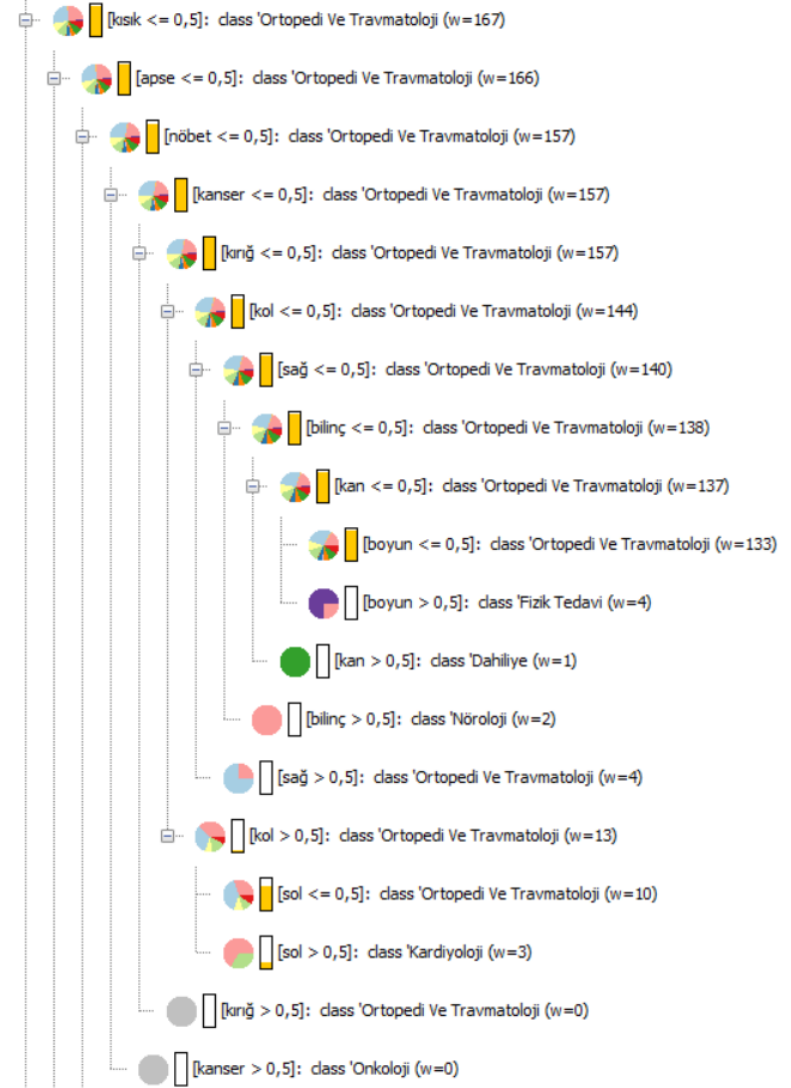 [kısık <= 0,5]: class 'Ortopedi Ve Travmatoloji (w=167)
[apse <= 0,5]: class 'Ortopedi Ve Travmatoloji (w=166)
[nöbet <= 0,5]: class 'Ortopedi Ve Travmatoloji (w=157)
[kanser <= 0,5]: class 'Ortopedi Ve Travmatoloji (w=157)
[kırığ <= 0,5]: class 'Ortopedi Ve Travmatoloji (w=157)
[kol <= 0,5]: class 'Ortopedi Ve Travmatoloji (w=144)
[sağ <= 0,5]: class 'Ortopedi Ve Travmatoloji (w=140)
[bilinç <= 0,5]: class 'Ortopedi Ve Travmatoloji (w=138)
[kan <= 0,5]: class 'Ortopedi Ve Travmatoloji (w=137)
[boyun <= 0,5]: class 'Ortopedi Ve Travmatoloji (w=133)
[boyun > 0,5]: class 'Fizik Tedavi (w=4)
[kan > 0,5]: class 'Dahiliye (w=1)
[bilinç > 0,5]: class 'Nöroloji (w=2)
[sağ > 0,5]: class 'Ortopedi Ve Travmatoloji (w=4)
[kol > 0,5]: class 'Ortopedi Ve Travmatoloji (w=13)
[sol <= 0,5]: class 'Ortopedi Ve Travmatoloji (w=10)
[sol > 0,5]: class 'Kardiyoloji (w=3)
[kırığ > 0,5]: class 'Ortopedi Ve Travmatoloji (w=0)
[kanser > 0,5]: class 'Onkoloji (w=0)